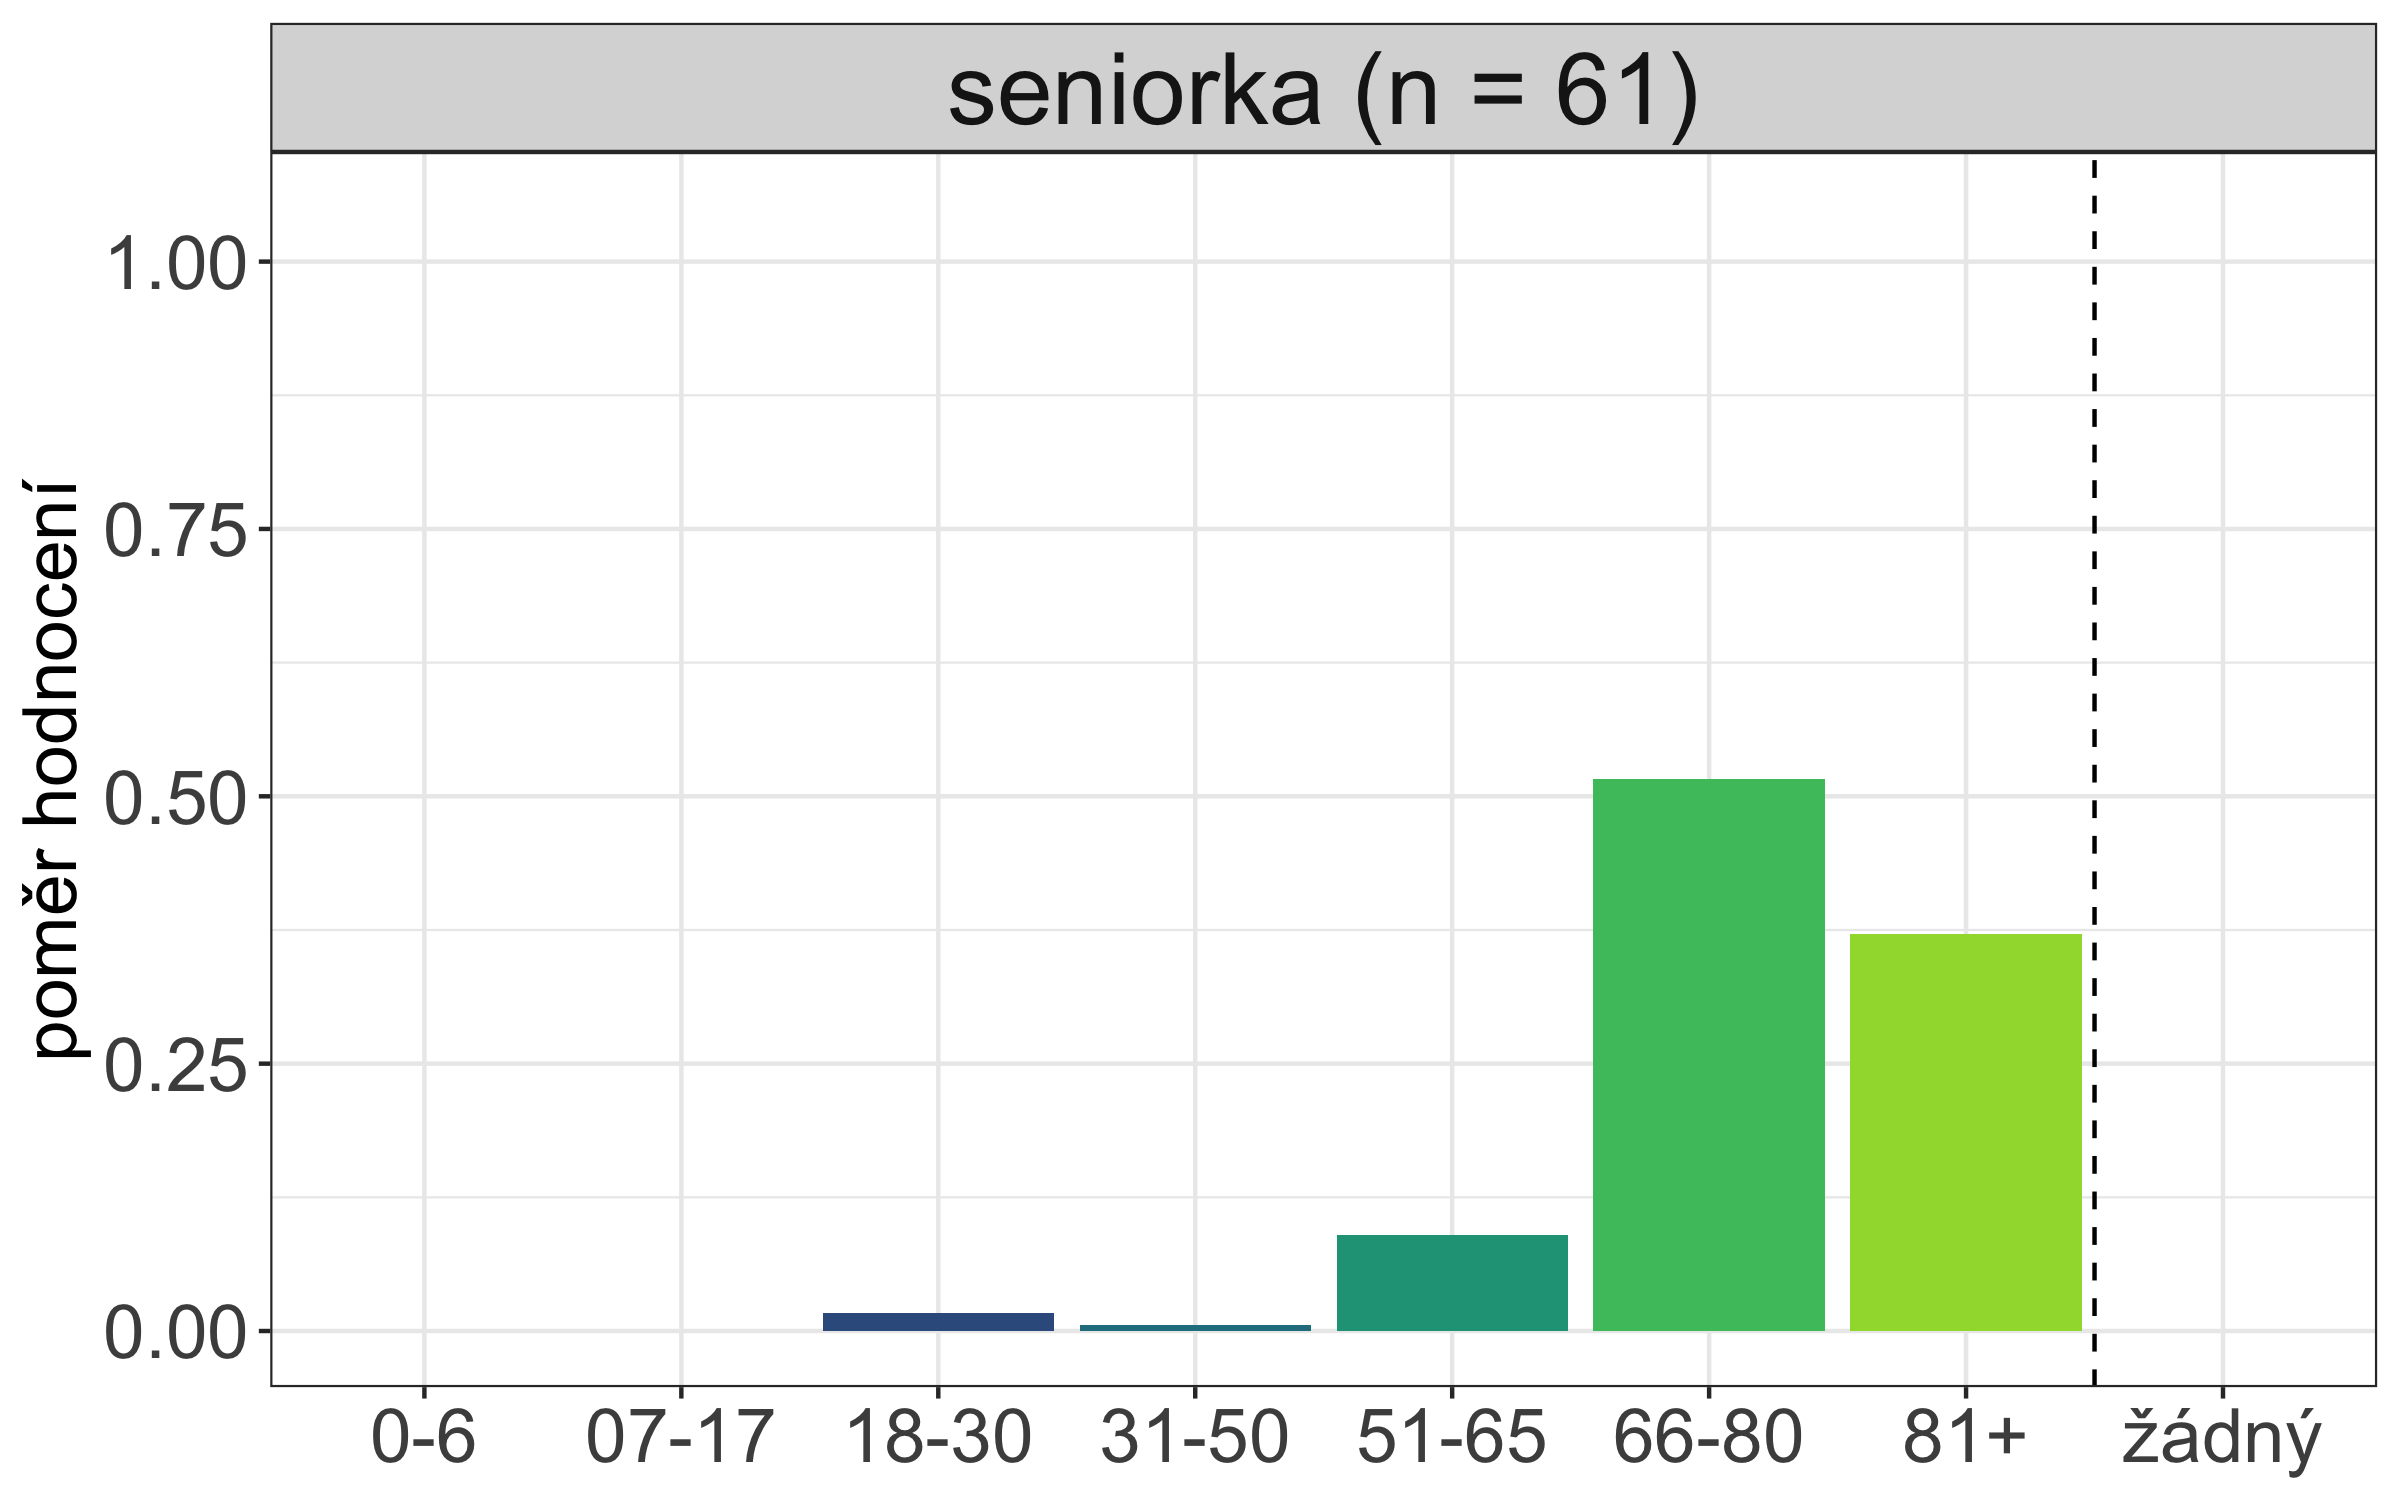 seniorka (n = 61)
poměr hodnocení
1.00
0.75
0.50
0.25
0.00
0-6 07-17 18-30 31-50 51-65 66-80 81+ žádný